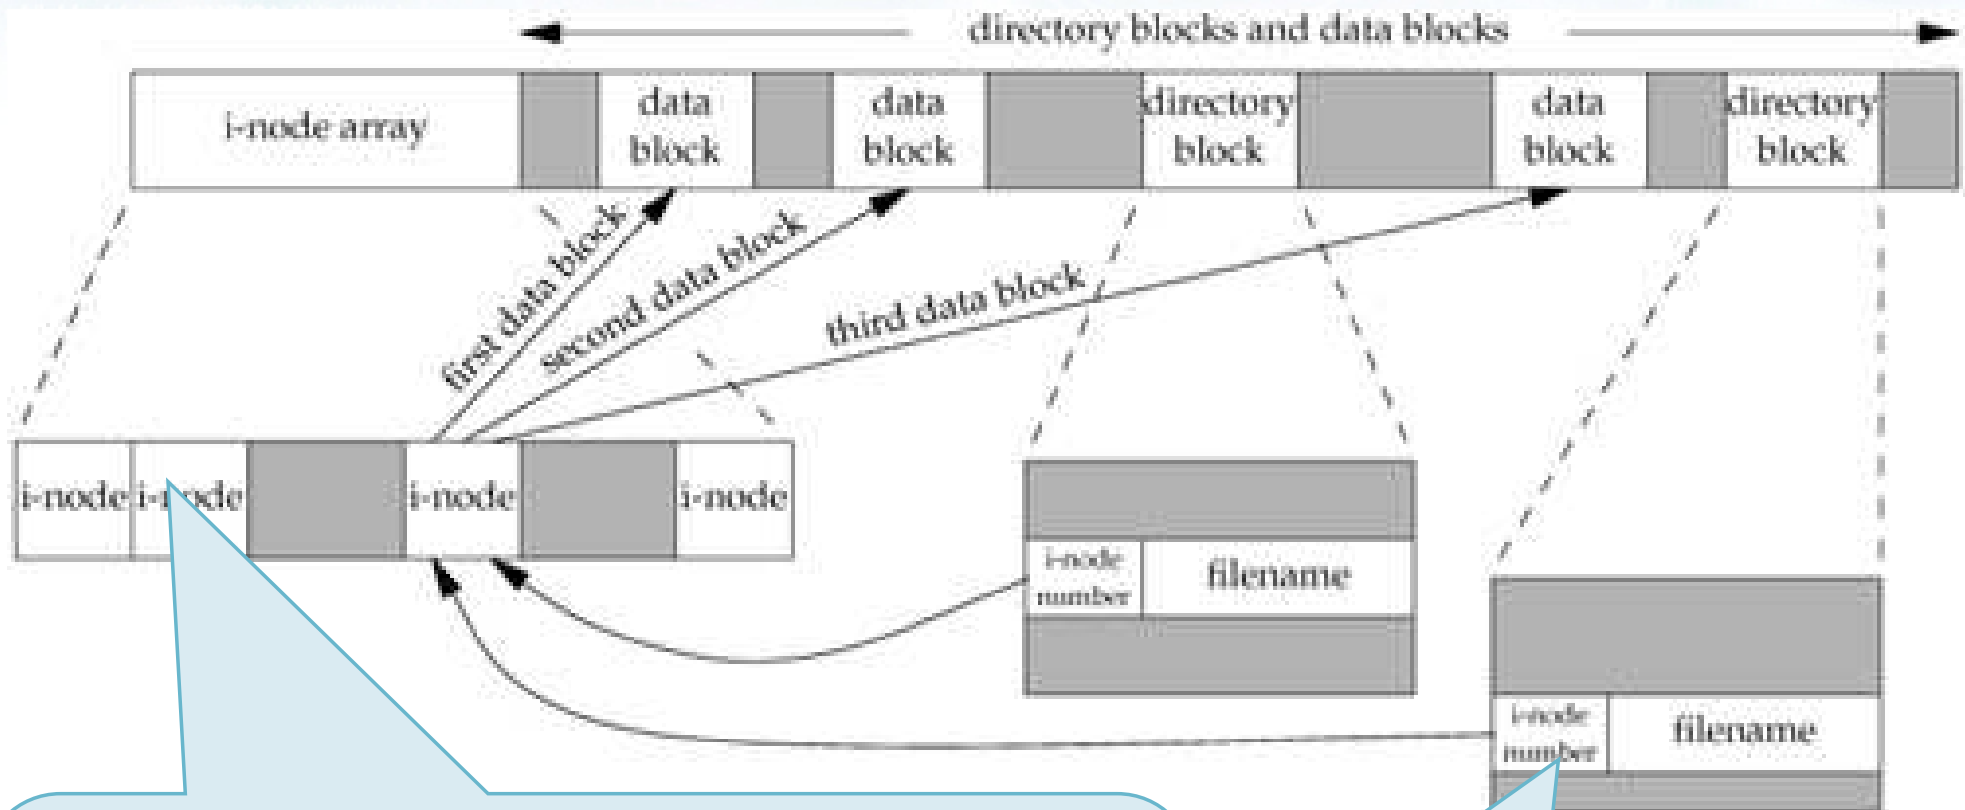 directory blocks and data blocks
i-node array
data
block
data
block
directory
block
data
block
directory
block
first data block
second data block
third data block
i-node
i-node
i-node
i-node
i-node
number
filename
i-node
number
filename